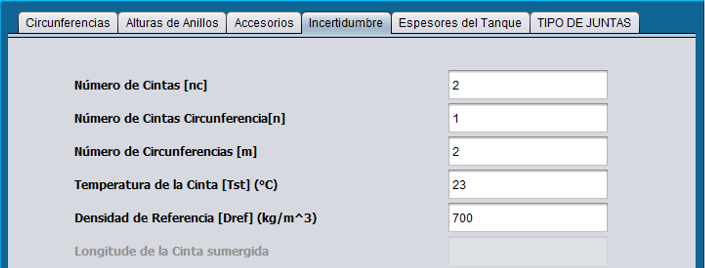 Circunferencias Alturas de Anillos Accesorios Incertidumbre Espesores del Tanque TIPO DE JUNTAS
Número de Cintas [nc] 2
Número de Cintas Circunferencia[n] 1
Número de Circunferencias [m] 2
Temperatura de la Cinta [Tst] (ºC) 23
Densidad de Referencia [Dref] (kg/m^3) 700
Longitude de la Cinta sumergida